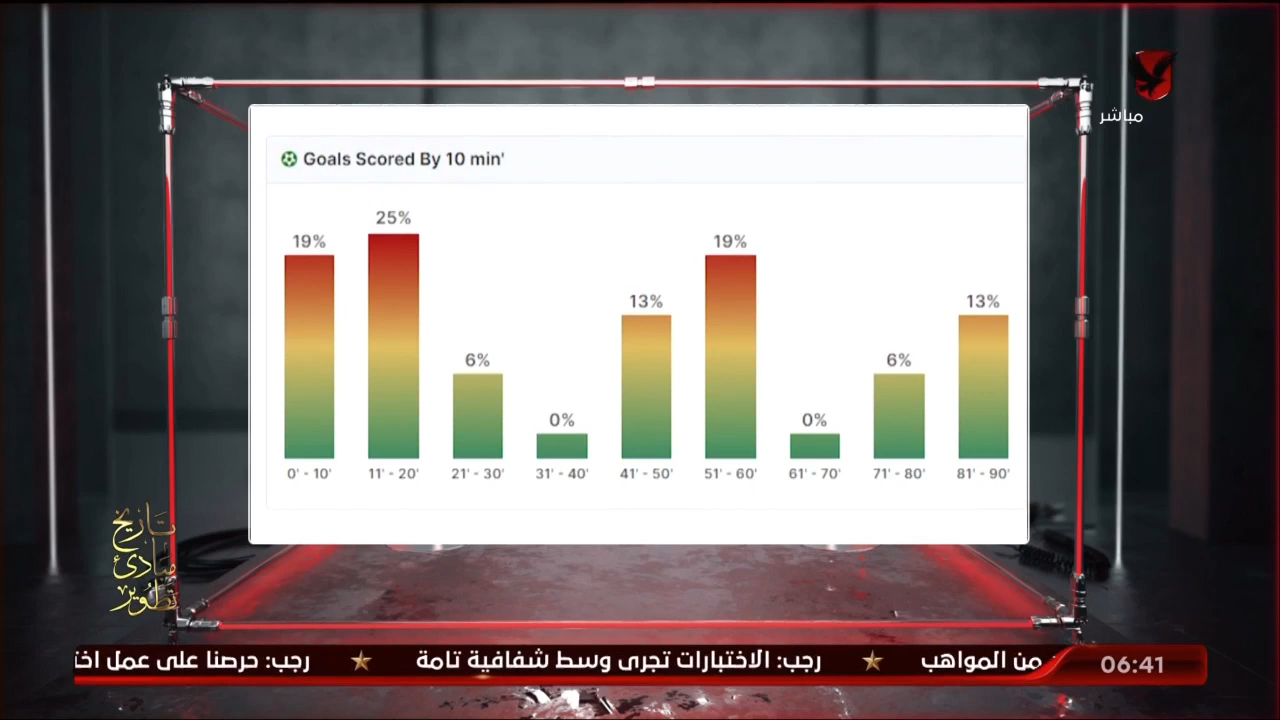 مباشر
Goals Scored By 10 min'
19% 25% 6% 0% 13% 19% 0% 6% 13%
0' - 10' 11' - 20' 21' - 30' 31' - 40' 41' - 50' 51' - 60' 61' - 70' 71' - 80' 81' - 90'
تاريخ
مبادئ
تطوير
من المواهب ★ رجب: الاختبارات تجرى وسط شفافية تامة ★ رجب: حرصنا على عمل
06:41